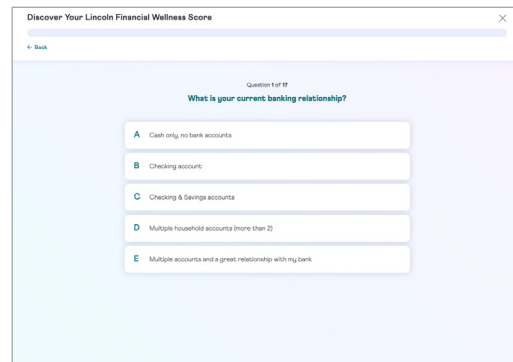 Discover Your Lincoln Financial Wellness Score
← Back
Question 1 of 17
What is your current banking relationship?
A Cash only, no bank accounts
B Checking account
C Checking & Savings accounts
D Multiple household accounts (more than 2)
E Multiple accounts and a great relationship with my bank